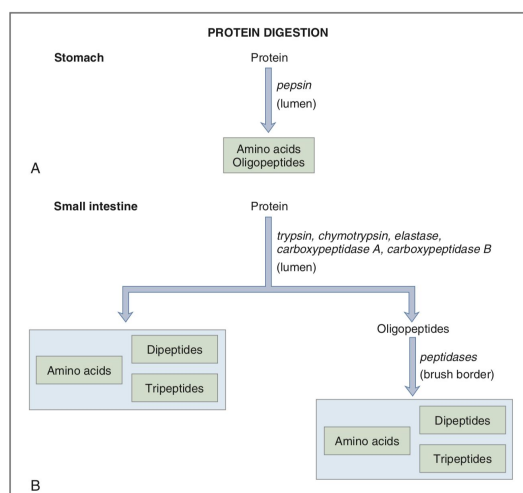 PROTEIN DIGESTION
Stomach
Protein
pepsin
(lumen)
Amino acids
Oligopeptides
A
Small intestine
Protein
trypsin, chymotrypsin, elastase,
carboxypeptidase A, carboxypeptidase B
(lumen)
Oligopeptides
Amino acids
Dipeptides
Tripeptides
peptidases
(brush border)
Amino acids
Dipeptides
Tripeptides
B